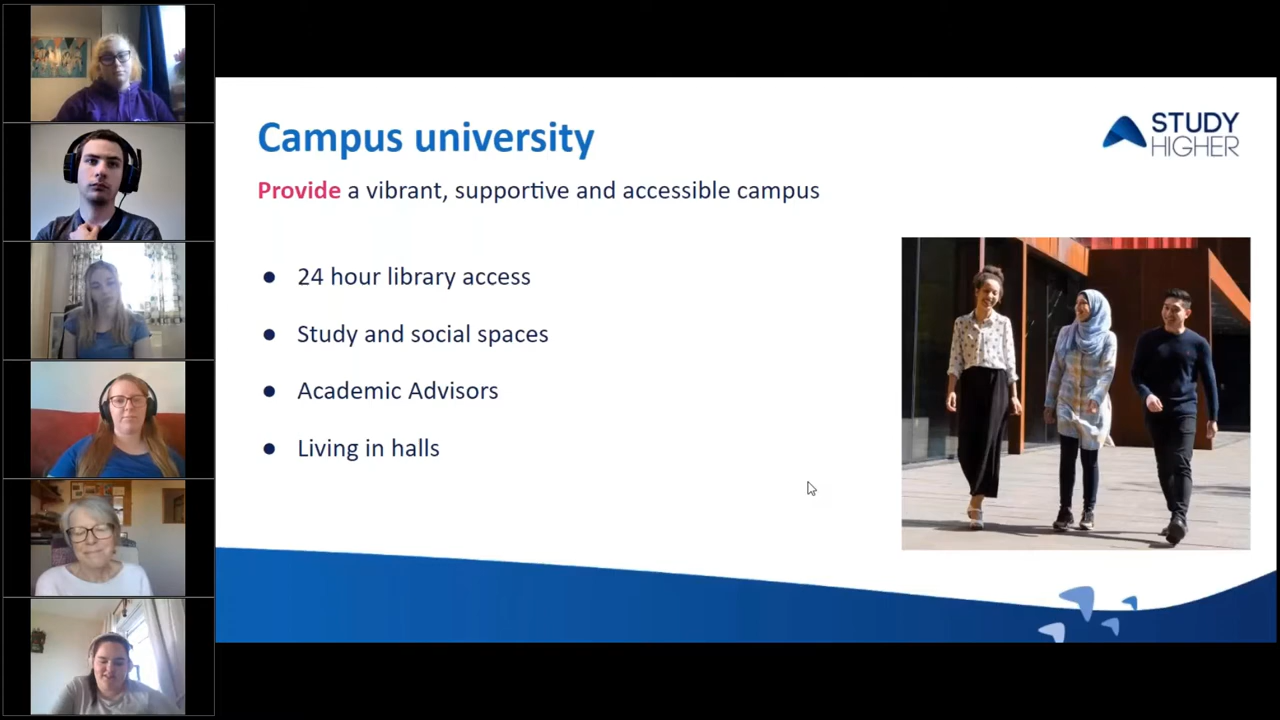 Campus university
STUDY
HIGHER
Provide a vibrant, supportive and accessible campus
24 hour library access
Study and social spaces
Academic Advisors
Living in halls